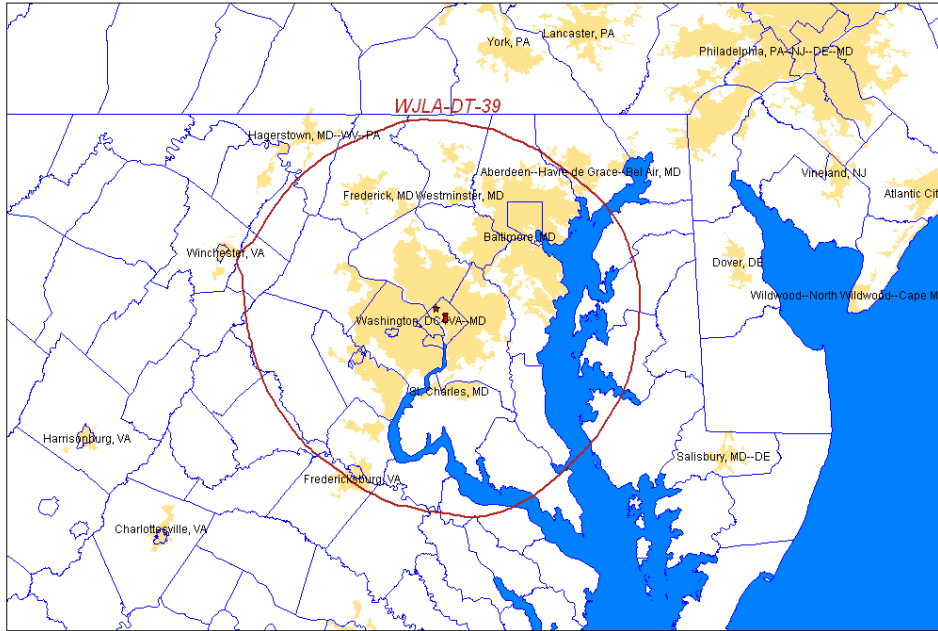 Lancaster, PA
York, PA
Philadelphia, PA--NJ--DE--MD
WJLA-DT-39
Hagerstown, MD--WV--PA
Aberdeen--Havre de Grace--Bel Air, MD
Vineland, NJ
Frederick, MD
Westminster, MD
Atlantic Cit
Baltimore, MD
Winchester, VA
Dover, DE
Wildwood--North Wildwood--Cape M
Washington, DC--VA--MD
St. Charles, MD
Harrisonburg, VA
Salisbury, MD--DE
Fredericksburg, VA
Charlottesville, VA